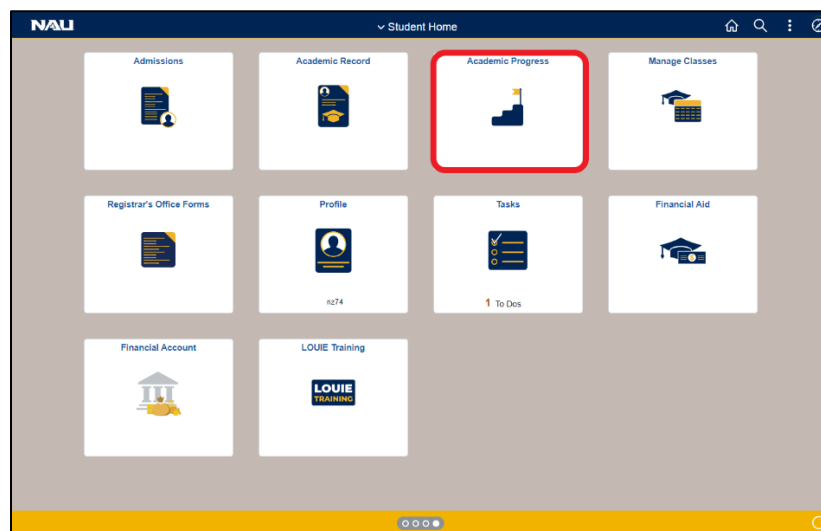 NAU
Student Home
Admissions
Academic Record
Academic Progress
Manage Classes
Registrar's Office Forms
Profile
Tasks
Financial Aid
nz74
1 To Dos
Financial Account
LOUIE Training
LOUIE
TRAINING